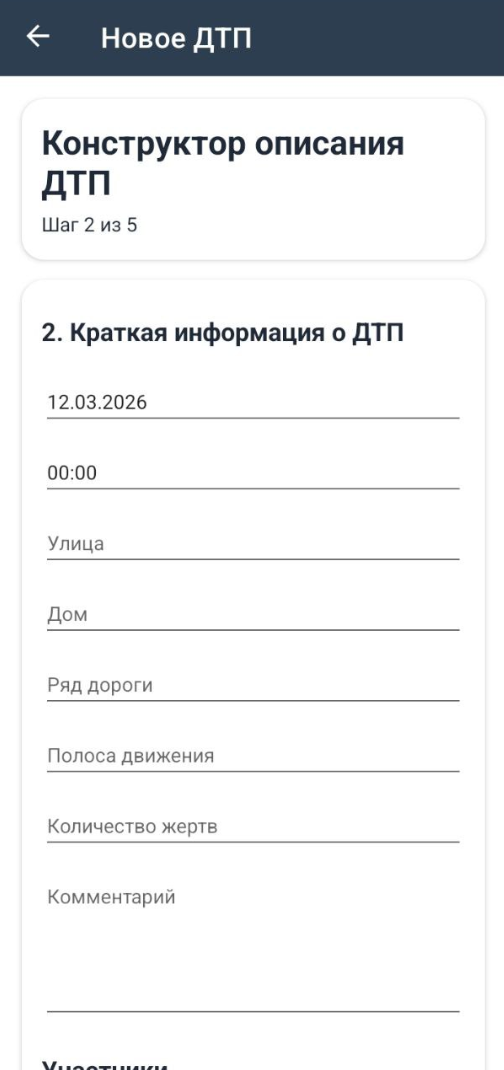 Новое ДТП
Конструктор описания
ДТП
Шаг 2 из 5
2. Краткая информация о ДТП
12.03.2026
00:00
Улица
Дом
Ряд дороги
Полоса движения
Количество жертв
Комментарий
Участники